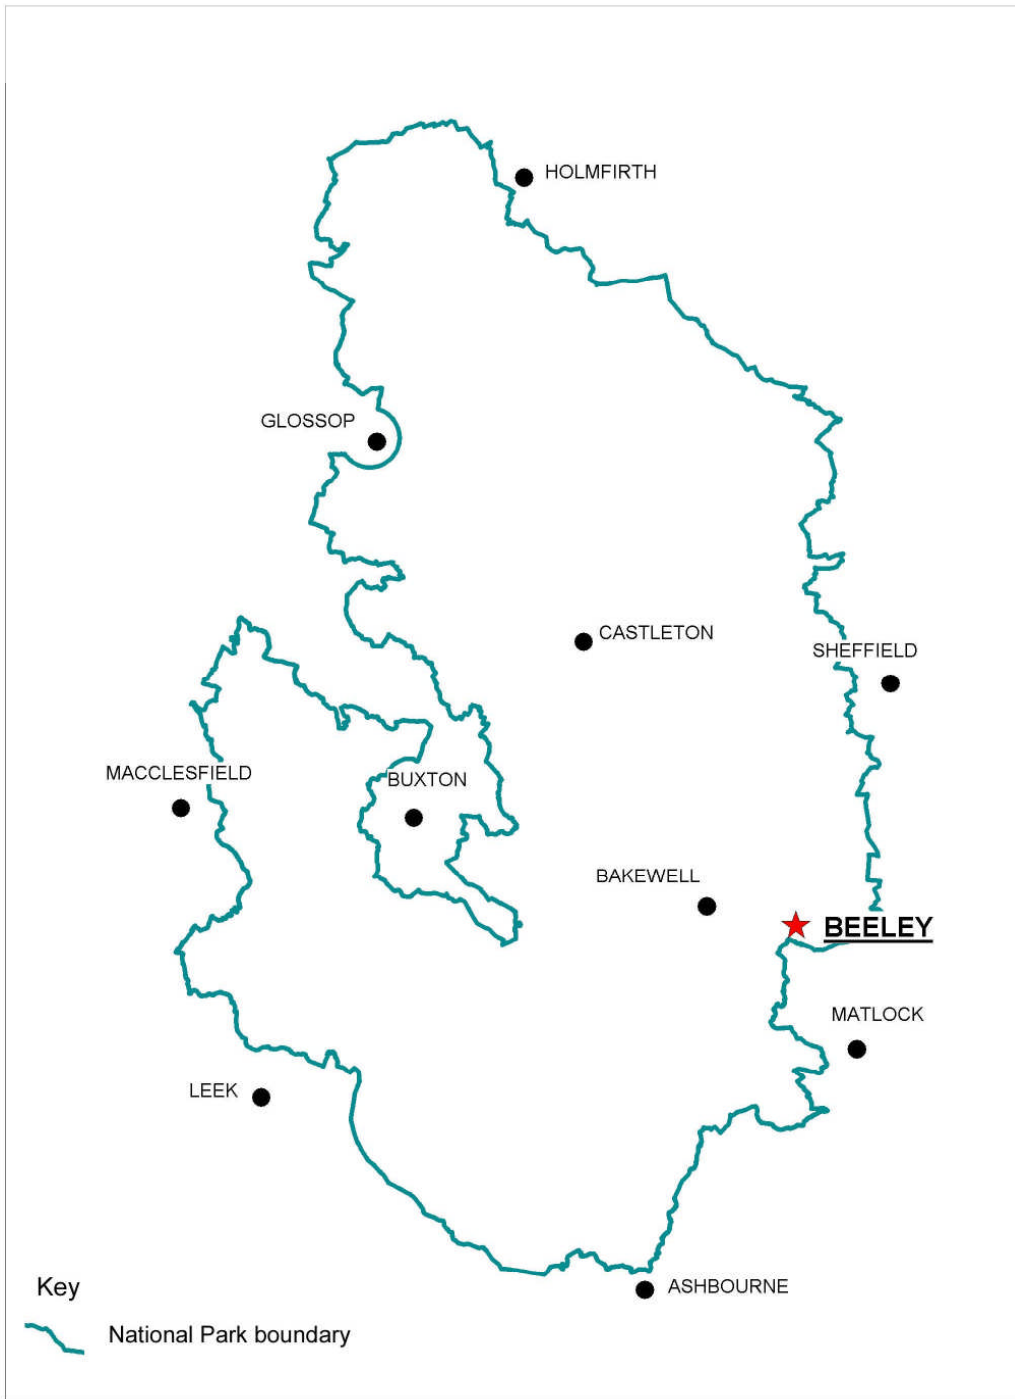 HOLMFIRTH
GLOSSOP
CASTLETON
SHEFFIELD
MACCLESFIELD
BUXTON
BAKEWELL
BEELEY
MATLOCK
LEEK
ASHBOURNE
Key
National Park boundary